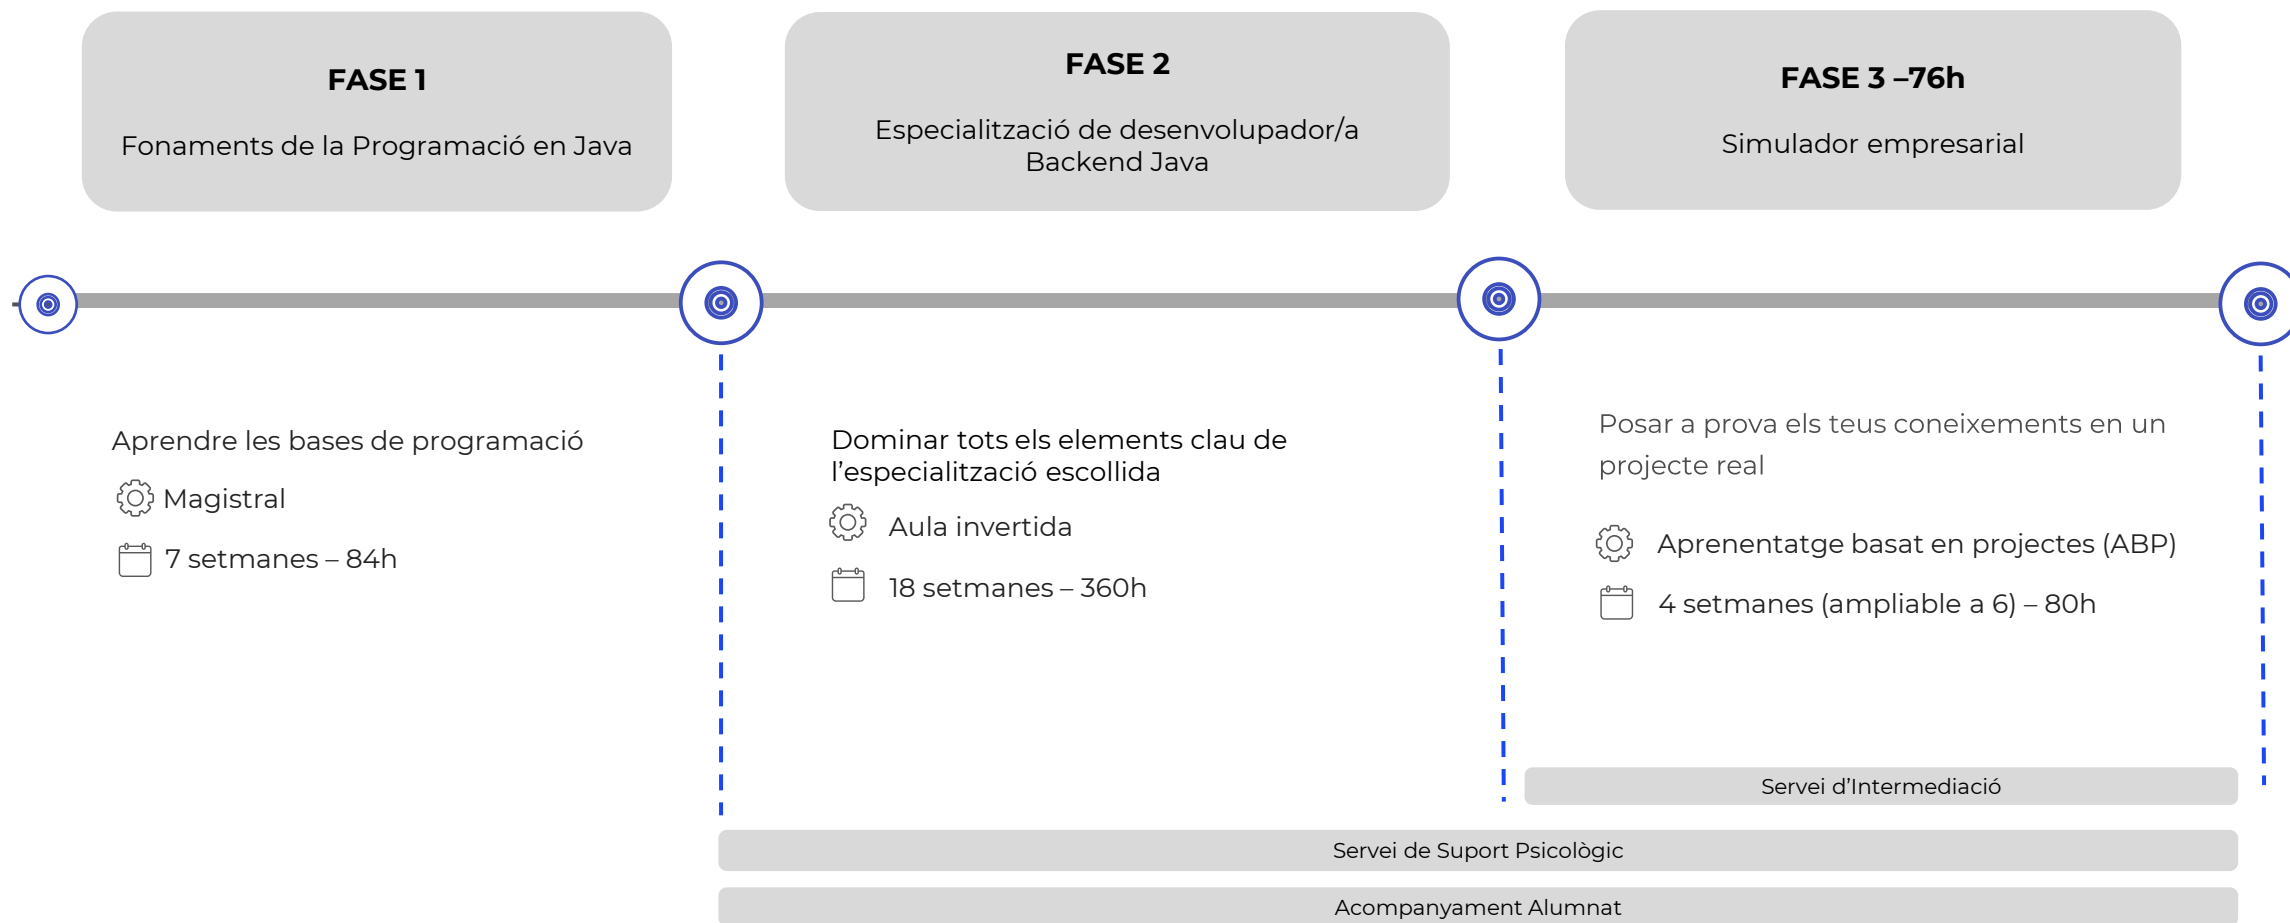 FASE 1
Fonaments de la Programació en Java
FASE 2
Especialització de desenvolupador/a
Backend Java
FASE 3 –76h
Simulador empresarial
Aprendre les bases de programació
Magistral
7 setmanes – 84h
Dominar tots els elements clau de
l’especialització escollida
Aula invertida
18 setmanes – 360h
Posar a prova els teus coneixements en un
projecte real
Aprenentatge basat en projectes (ABP)
4 setmanes (ampliable a 6) – 80h
Servei d’Intermediació
Servei de Suport Psicològic
Acompanyament Alumnat